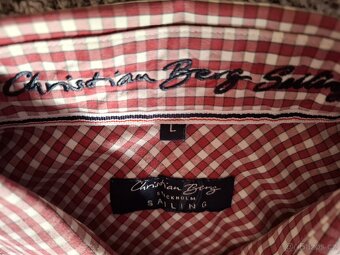 Christian Berg Sailing
L
Christian Berg
STOCKHOLM
SAILING